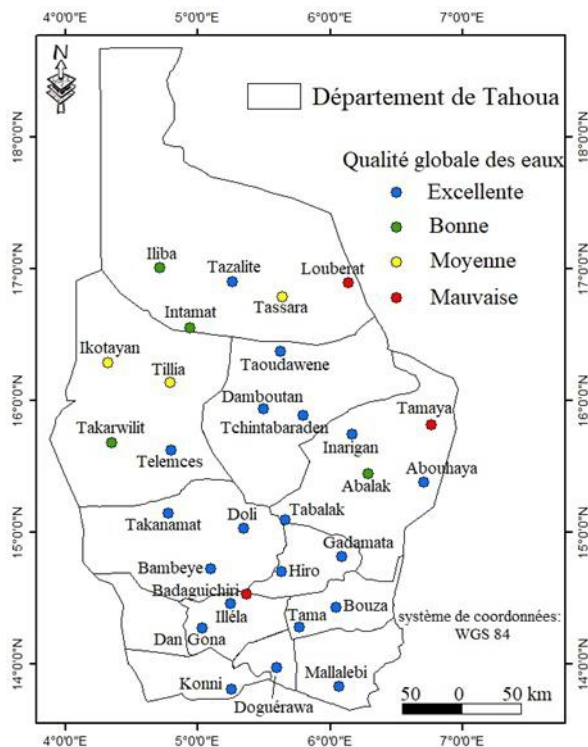 4°0'0"E 5°0'0"E 6°0'0"E 7°0'0"E
N
Département de Tahoua
18°0'0"N 18°0'0"N
Qualité globale des eaux
Excellente
Bonne
Moyenne
Mauvaise
17°0'0"N 17°0'0"N
Iliba
Tazalite
Louberat
Tassara
Intamat
Ikotayan
Tillia
Taoudawene
16°0'0"N 16°0'0"N
Damboutan
Tchintabaraden
Tamaya
Takarwilit
Telemces
Inarigan
Abalak
Abouhaya
Takanamat
Doli
Tabalak
15°0'0"N 15°0'0"N
Gadamata
Bambeye
Hiro
Badaguichiri
Illéla
Tama
Bouza
Dan Gona
système de coordonnées:
WGS 84
14°0'0"N 14°0'0"N
Konni
Doguérawa
Mallalebi
50 0 50 km
4°0'0"E 5°0'0"E 6°0'0"E 7°0'0"E